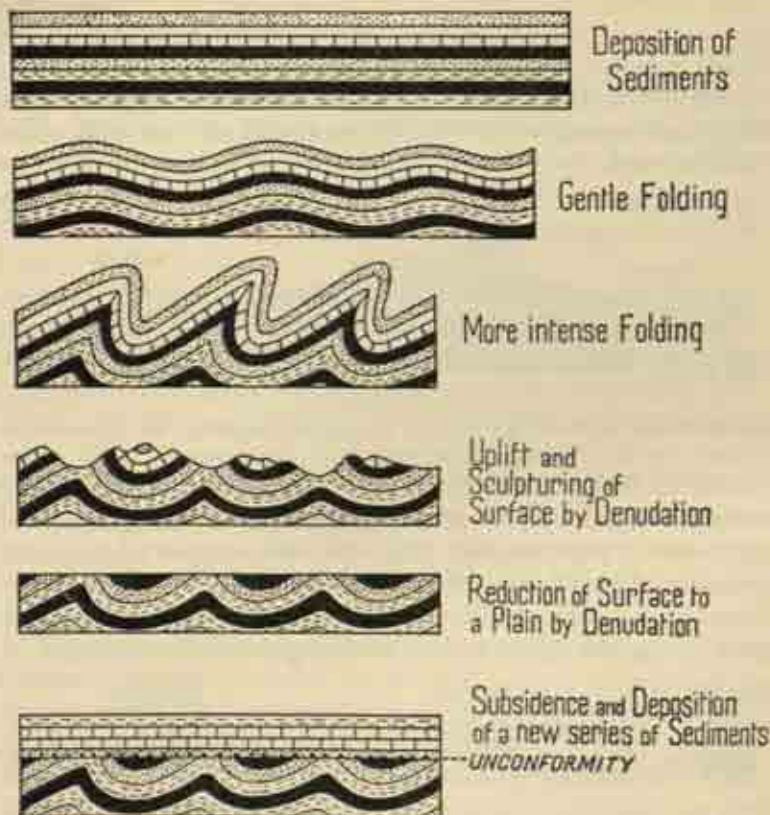 Deposition of
Sediments
Gentle Folding
More intense Folding
Uplift and
Sculpturing of
Surface by Denudation
Reduction of Surface to
a Plain by Denudation
Subsidence and Deposition
of a new series of Sediments
UNCONFORMITY